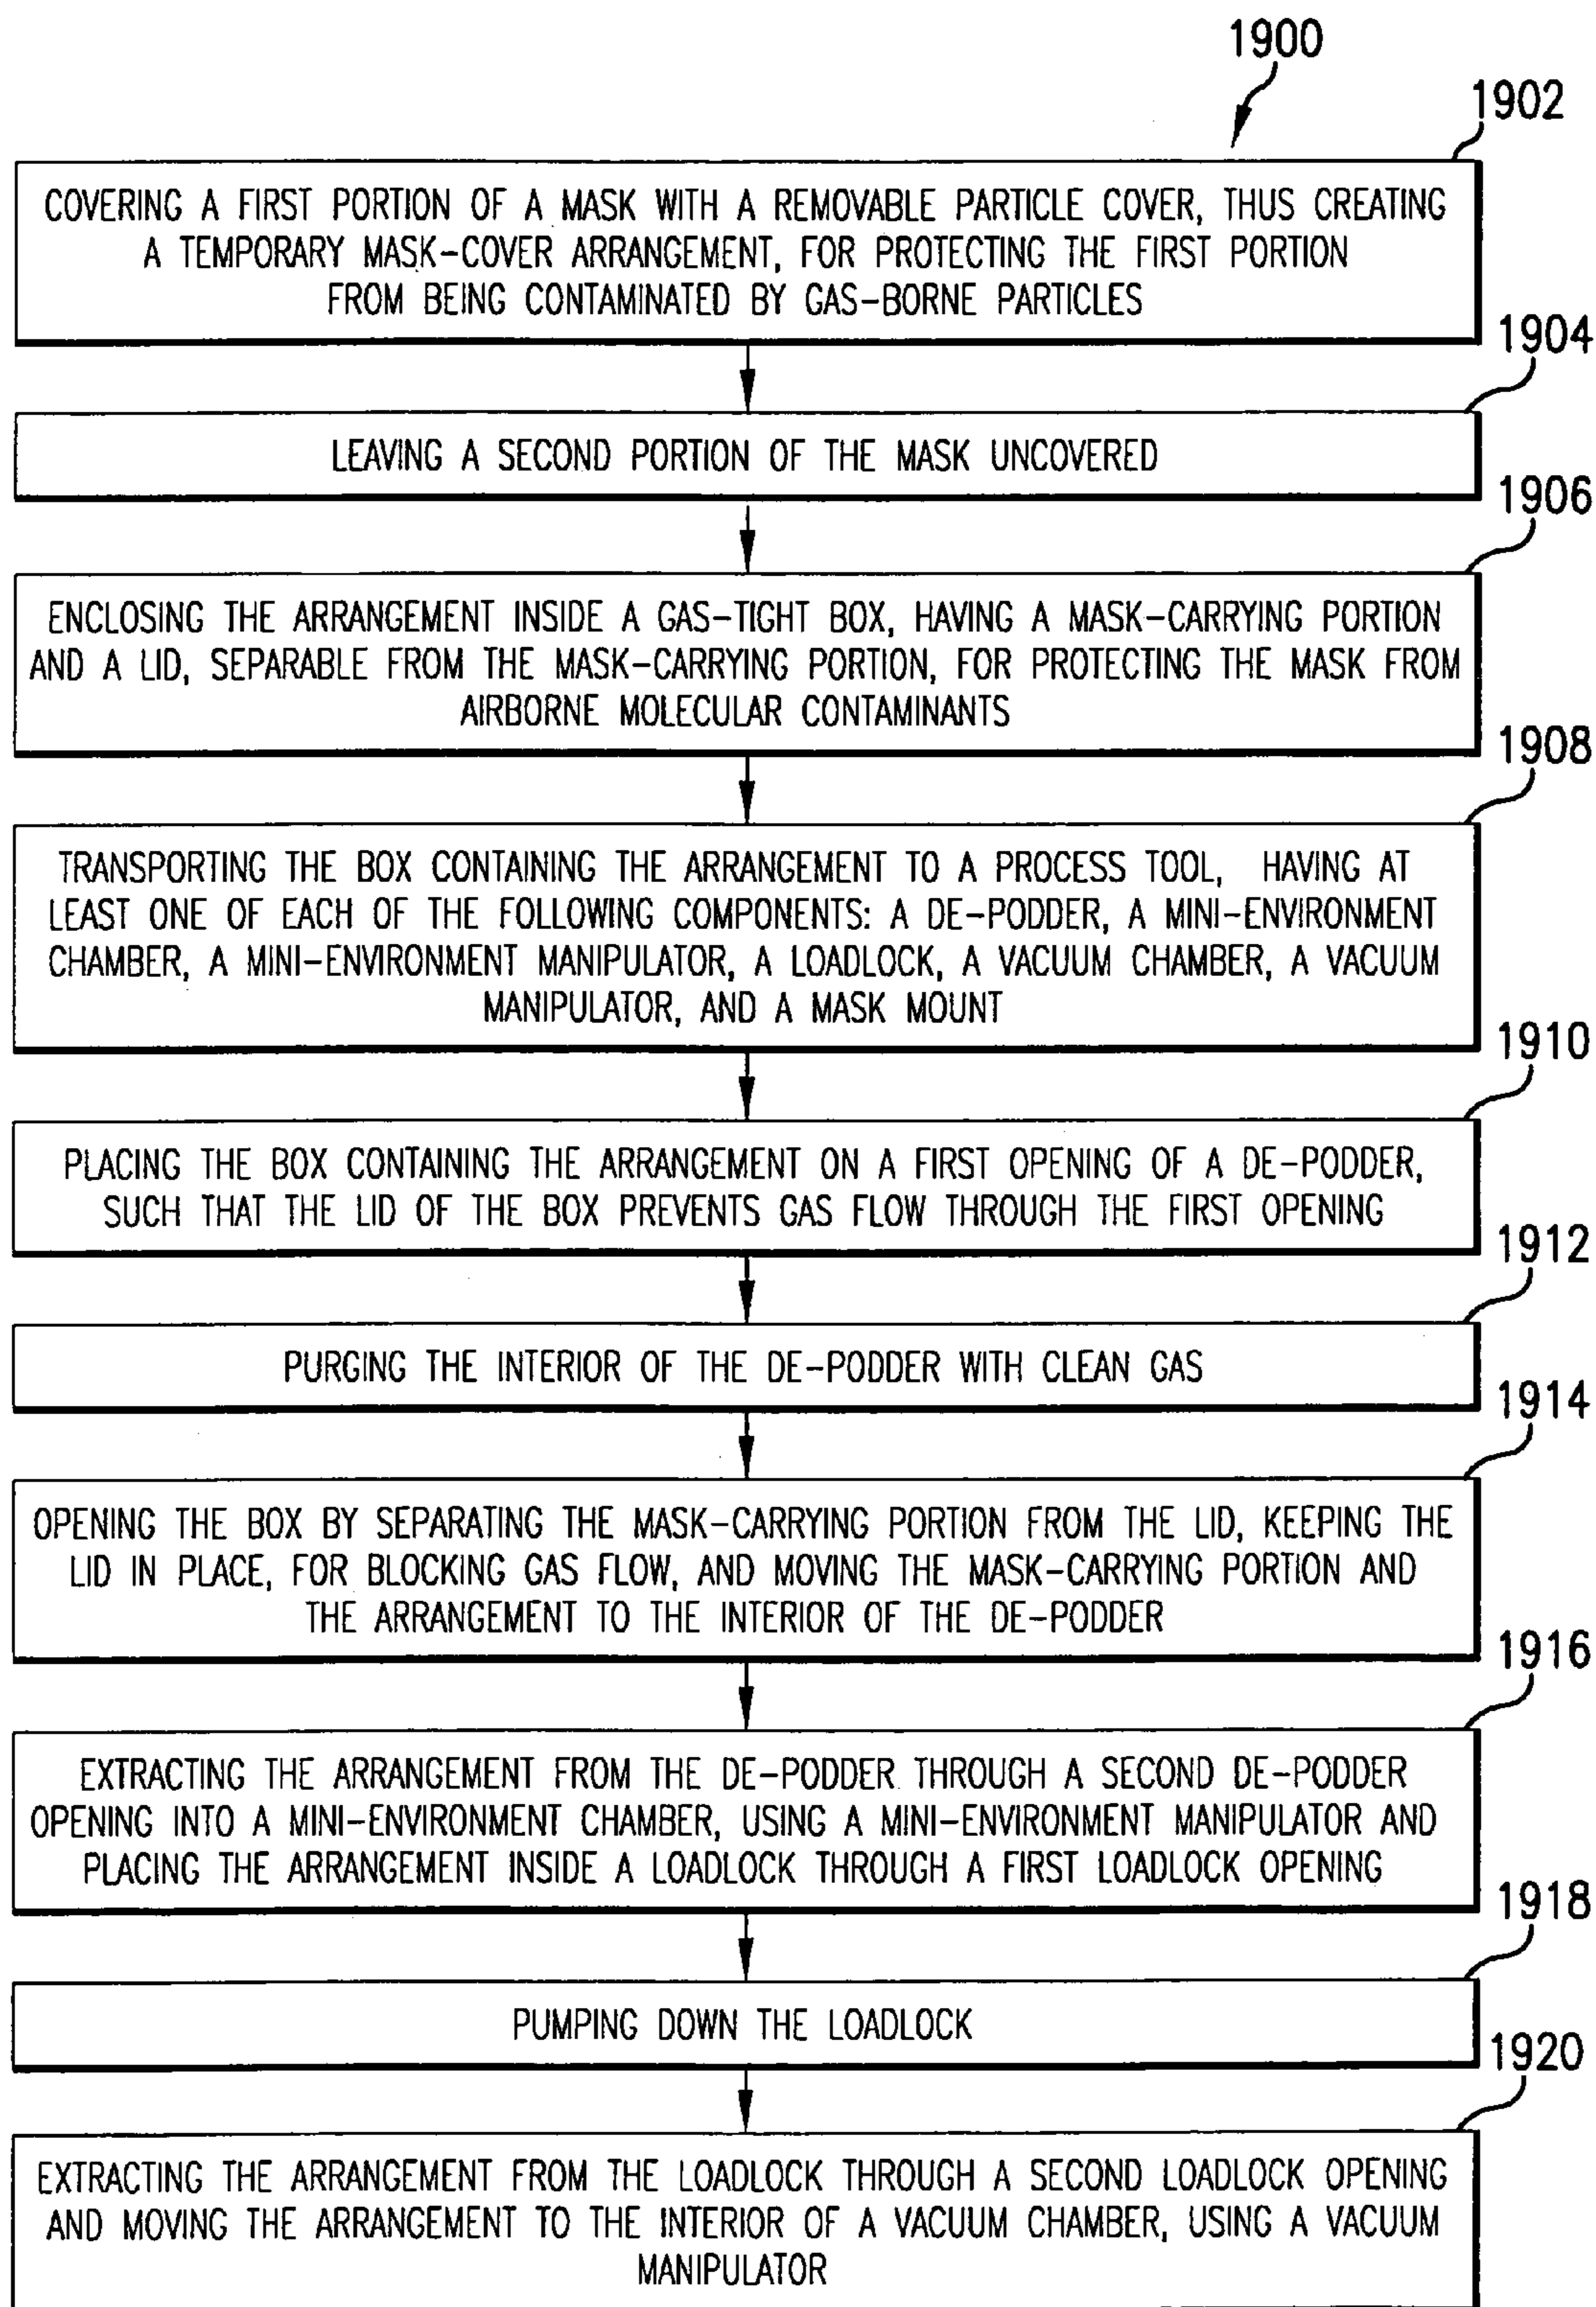 1900
1902
COVERING A FIRST PORTION OF A MASK WITH A REMOVABLE PARTICLE COVER, THUS CREATING
A TEMPORARY MASK-COVER ARRANGEMENT, FOR PROTECTING THE FIRST PORTION
FROM BEING CONTAMINATED BY GAS-BORNE PARTICLES
1904
LEAVING A SECOND PORTION OF THE MASK UNCOVERED
1906
ENCLOSING THE ARRANGEMENT INSIDE A GAS-TIGHT BOX, HAVING A MASK-CARRYING PORTION
AND A LID, SEPARABLE FROM THE MASK-CARRYING PORTION, FOR PROTECTING THE MASK FROM
AIRBORNE MOLECULAR CONTAMINANTS
1908
TRANSPORTING THE BOX CONTAINING THE ARRANGEMENT TO A PROCESS TOOL, HAVING AT
LEAST ONE OF EACH OF THE FOLLOWING COMPONENTS: A DE-PODDER, A MINI-ENVIRONMENT
CHAMBER, A MINI-ENVIRONMENT MANIPULATOR, A LOADLOCK, A VACUUM CHAMBER, A VACUUM
MANIPULATOR, AND A MASK MOUNT
1910
PLACING THE BOX CONTAINING THE ARRANGEMENT ON A FIRST OPENING OF A DE-PODDER,
SUCH THAT THE LID OF THE BOX PREVENTS GAS FLOW THROUGH THE FIRST OPENING
1912
PURGING THE INTERIOR OF THE DE-PODDER WITH CLEAN GAS
1914
OPENING THE BOX BY SEPARATING THE MASK-CARRYING PORTION FROM THE LID, KEEPING THE
LID IN PLACE, FOR BLOCKING GAS FLOW, AND MOVING THE MASK-CARRYING PORTION AND
THE ARRANGEMENT TO THE INTERIOR OF THE DE-PODDER
1916
EXTRACTING THE ARRANGEMENT FROM THE DE-PODDER THROUGH A SECOND DE-PODDER
OPENING INTO A MINI-ENVIRONMENT CHAMBER, USING A MINI-ENVIRONMENT MANIPULATOR AND
PLACING THE ARRANGEMENT INSIDE A LOADLOCK THROUGH A FIRST LOADLOCK OPENING
1918
PUMPING DOWN THE LOADLOCK
1920
EXTRACTING THE ARRANGEMENT FROM THE LOADLOCK THROUGH A SECOND LOADLOCK OPENING
AND MOVING THE ARRANGEMENT TO THE INTERIOR OF A VACUUM CHAMBER, USING A VACUUM
MANIPULATOR